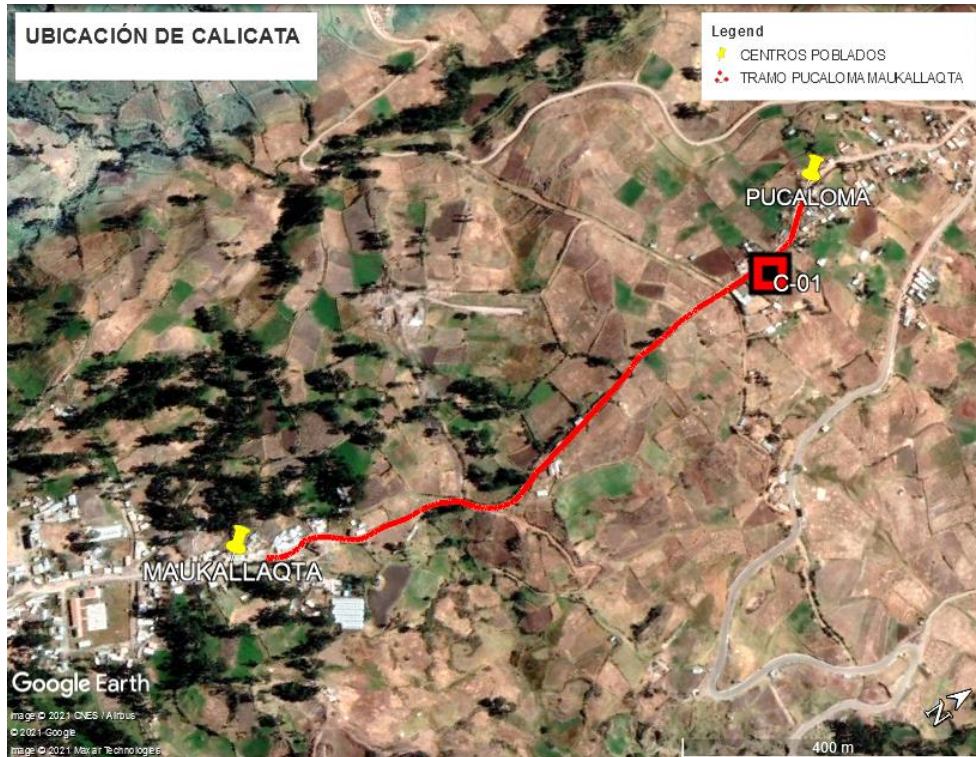 UBICACIÓN DE CALICATA
Legend
CENTROS POBLADOS
TRAMO PUCALOMA MAUKALLAQTA
PUCALOMA
C-01
MAUKALLAQTA
Google Earth
Image © 2021 CNES / Airbus
© 2021 Google
Image © 2021 Maxar Technologies
N
400 m